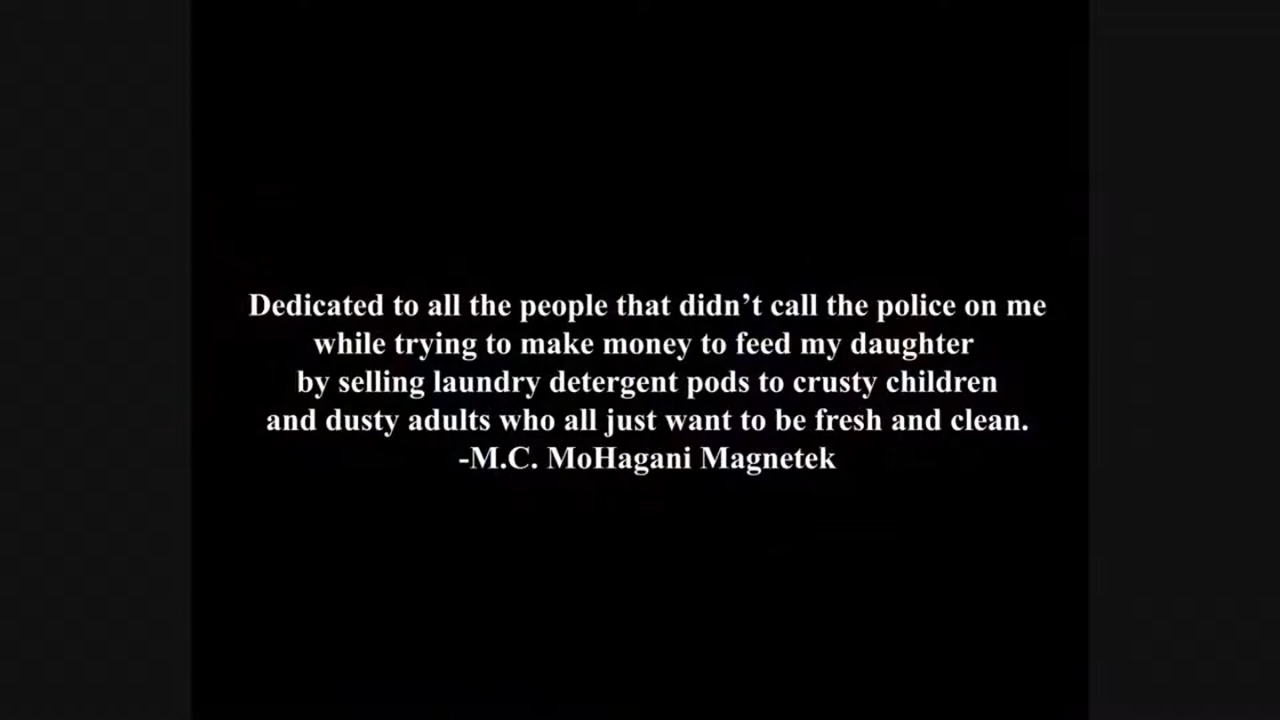 Dedicated to all the people that didn’t call the police on me
while trying to make money to feed my daughter
by selling laundry detergent pods to crusty children
and dusty adults who all just want to be fresh and clean.
-M.C. MoHagani Magnetek